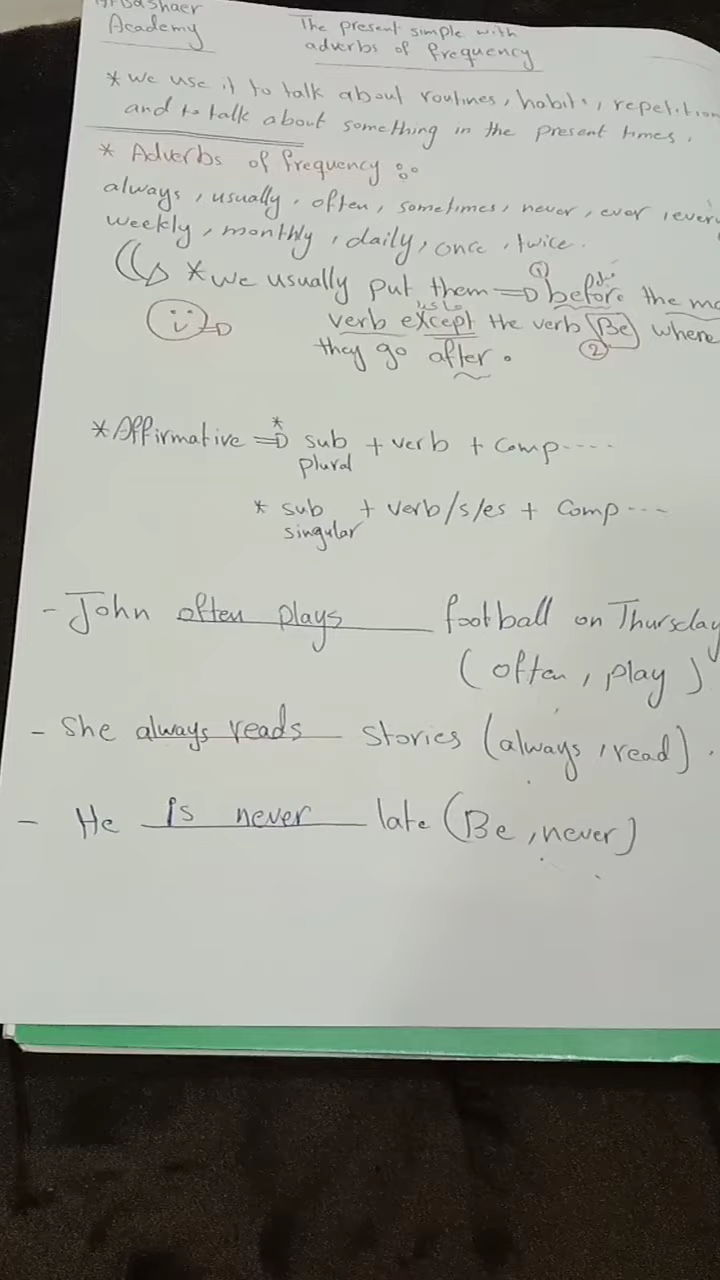 Academy
The present simple with
adverbs of frequency
* we use it to talk about routines, habits, repetition
and to talk about something in the present times.
* Adverbs of frequency :
always, usually, often, sometimes, never, ever, every
weekly, monthly, daily, once, twice.
* we usually put them ⇒ ① before the
verb except the verb Be where
② they go after.
* Affirmative ⇒ * sub + verb + comp....
plural
* sub + verb/s/es + Comp...
singular
- John often plays football on Thursday
(often, play)
- She always reads stories (always, read).
- He is never late (Be, never)